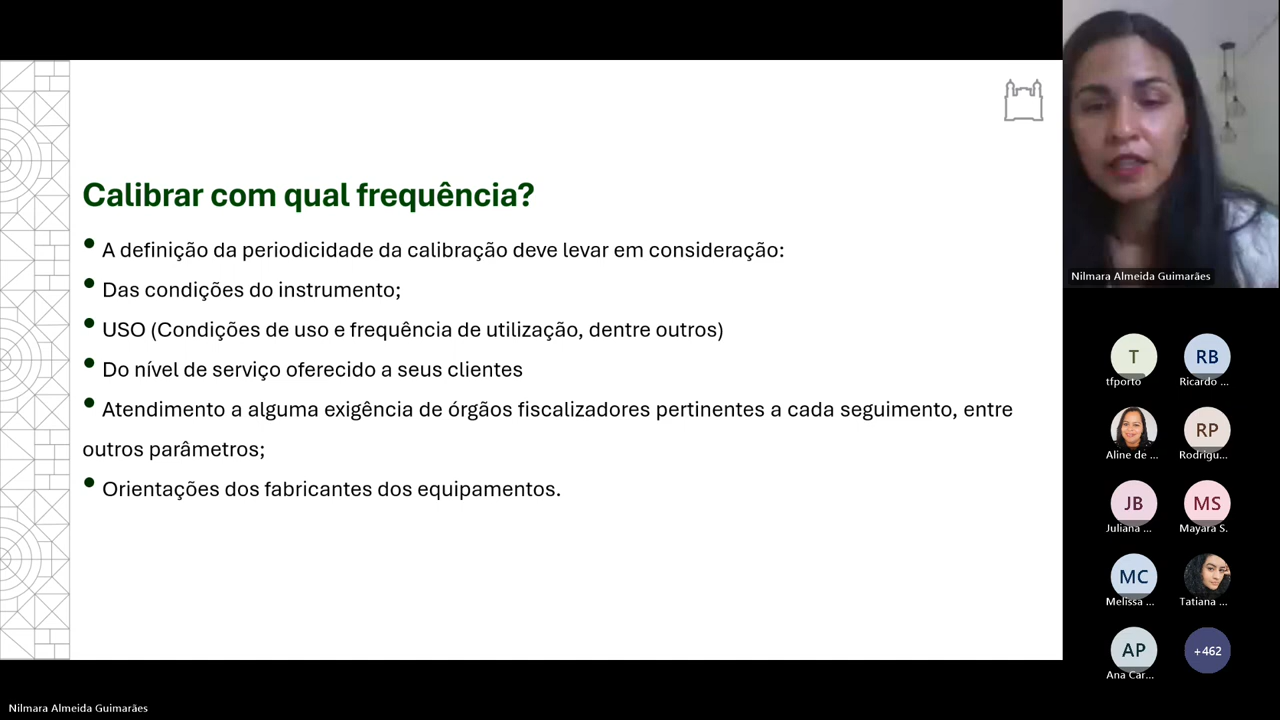 Calibrar com qual frequência?
• A definição da periodicidade da calibração deve levar em consideração:
• Das condições do instrumento;
• USO (Condições de uso e frequência de utilização, dentre outros)
• Do nível de serviço oferecido a seus clientes
• Atendimento a alguma exigência de órgãos fiscalizadores pertinentes a cada seguimento, entre
outros parâmetros;
• Orientações dos fabricantes dos equipamentos.
Nilmara Almeida Guimarães
T
tfporto
RB
Ricardo ...
Aline de ...
RP
Rodrigu...
JB
Juliana ...
MS
Mayara S.
MC
Melissa ...
Tatiana ...
AP
Ana Car...
+462
Nilmara Almeida Guimarães